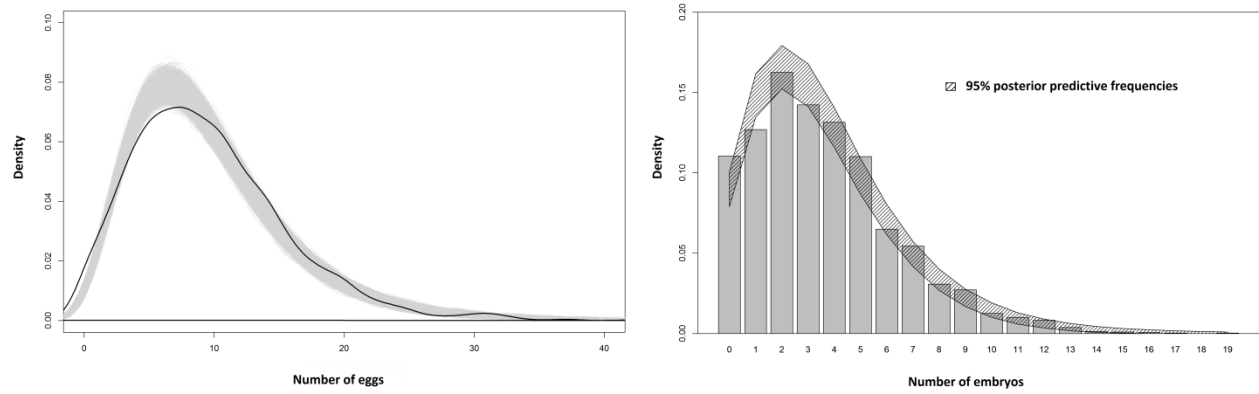 0.10
0.08
0.06
0.04
0.02
0.00
Density
0 10 20 30 40
Number of eggs
0.20
0.15
0.10
0.05
0.00
Density
95% posterior predictive frequencies
0 1 2 3 4 5 6 7 8 9 10 11 12 13 14 15 16 17 18 19
Number of embryos